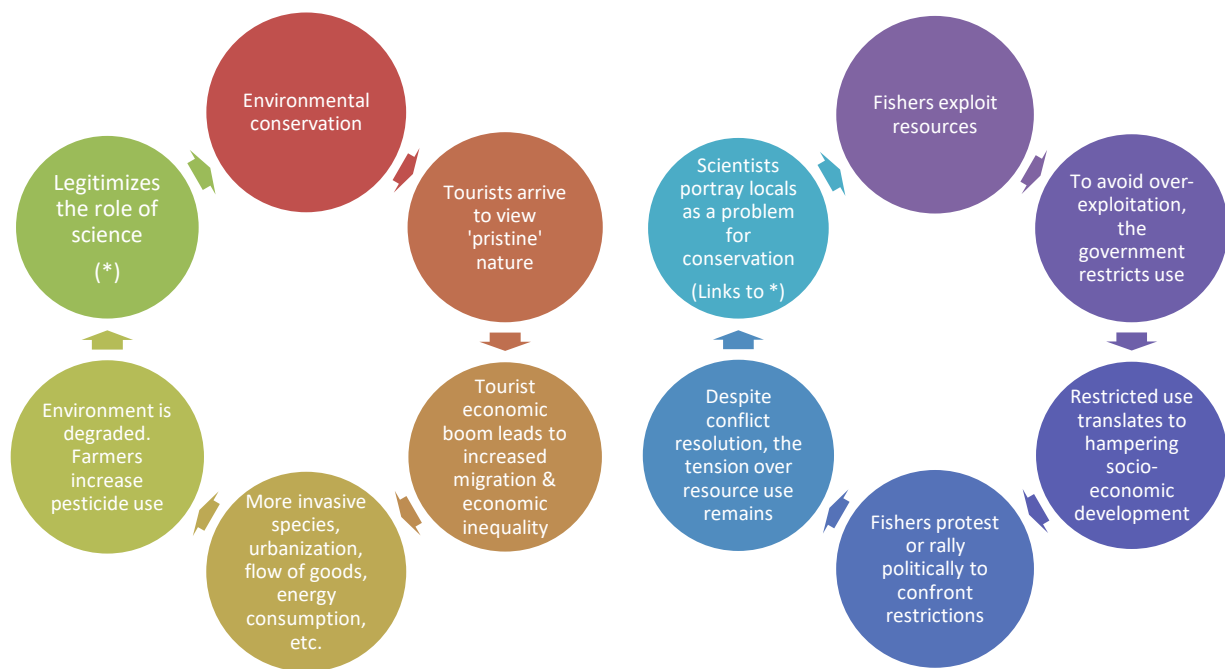 Environmental
conservation
Tourists arrive
to view
'pristine'
nature
Tourist
economic
boom leads to
increased
migration &
economic
inequality
More invasive
species,
urbanization,
flow of goods,
energy
consumption,
etc.
Environment is
degraded.
Farmers
increase
pesticide use
Legitimizes
the role of
science
(*)
Fishers exploit
resources
To avoid over-
exploitation,
the
government
restricts use
Restricted use
translates to
hampering
socio-
economic
development
Fishers protest
or rally
politically to
confront
restrictions
Despite
conflict
resolution, the
tension over
resource use
remains
Scientists
portray locals
as a problem
for
conservation
(Links to *)